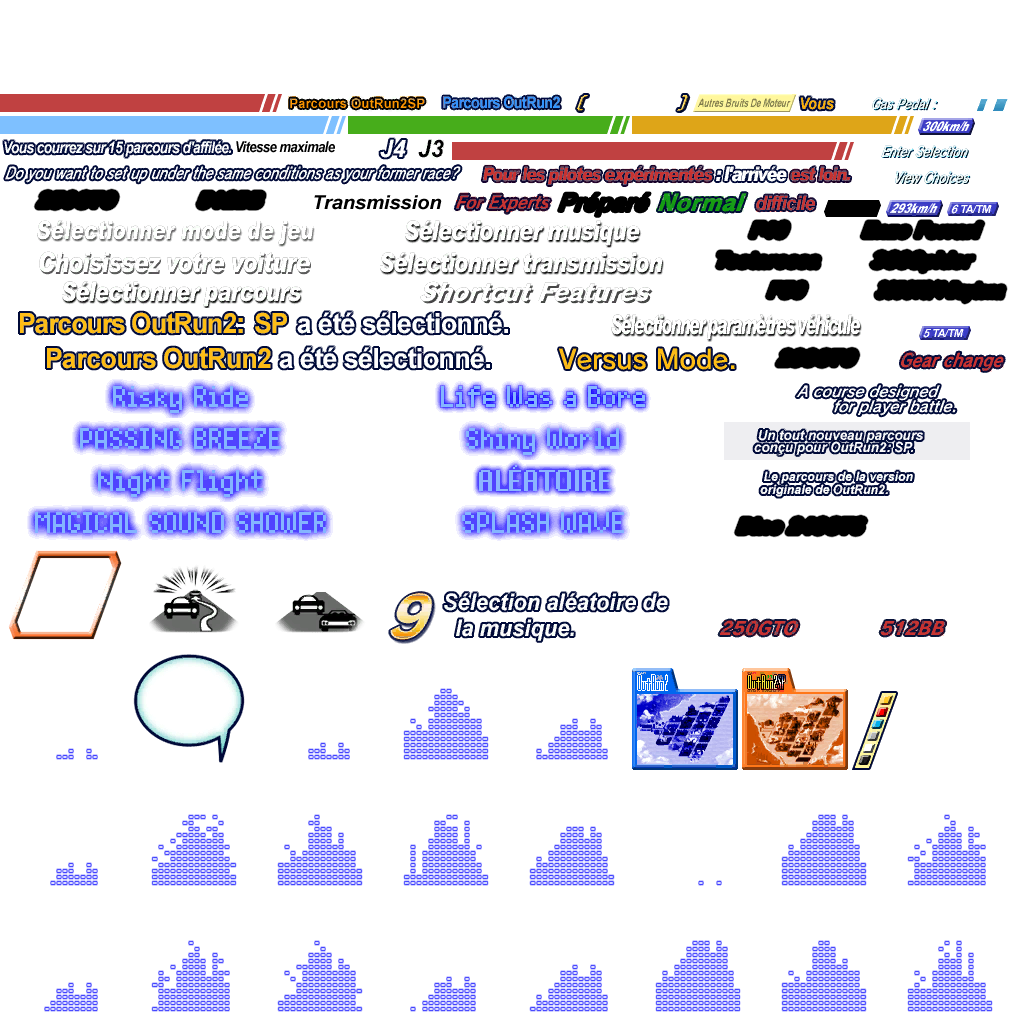 Parcours OutRun2SP Parcours OutRun2 ( ) Autres Bruits De Moteur Vous Gas Pedal :
300km/h
Vous courrez sur 15 parcours d'affilée. Vitesse maximale J4 J3 Enter Selection
Do you want to set up under the same conditions as your former race? Pour les pilotes expérimentés : l'arrivée est loin. View Choices
Transmission For Experts Préparé Normal difficile 293km/h 6 TA/TM
Sélectionner mode de jeu Sélectionner musique F40
Choisissez votre voiture Sélectionner transmission
Sélectionner parcours Shortcut Features F50
Parcours OutRun2: SP a été sélectionné. Sélectionner paramètres véhicule 5 TA/TM
Parcours OutRun2 a été sélectionné. Versus Mode. Gear change
Risky Ride Life Was a Bore A course designed
for player battle.
PASSING BREEZE Shiny World Un tout nouveau parcours
conçu pour OutRun2: SP.
Night Flight ALÉATOIRE Le parcours de la version
originale de OutRun2.
MAGICAL SOUND SHOWER SPLASH WAVE Dino 246GTS
9 Sélection aléatoire de
la musique. 250GTO 512BB
OutRun2 OutRun2SP